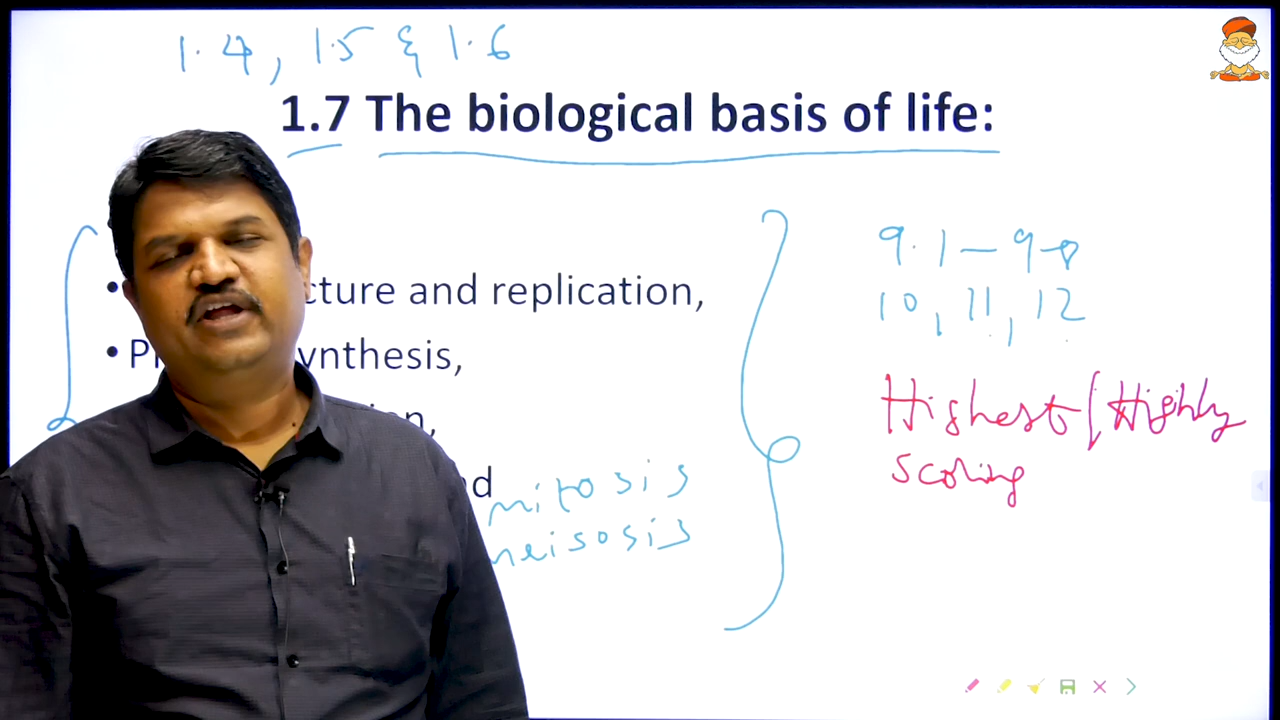 1.4, 1.5 & 1.6
1.7 The biological basis of life:
cture and replication,
ynthesis,
mitosis
meisosis
9.1 – 9-8
10, 11, 12
Highest/Highly
scoring